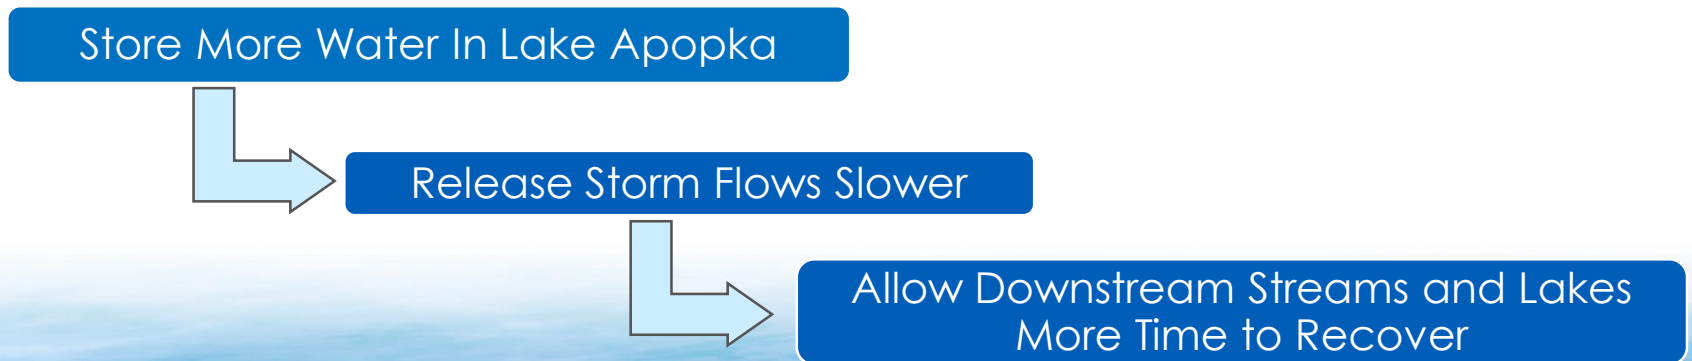 Store More Water In Lake Apopka
Release Storm Flows Slower
Allow Downstream Streams and Lakes
More Time to Recover